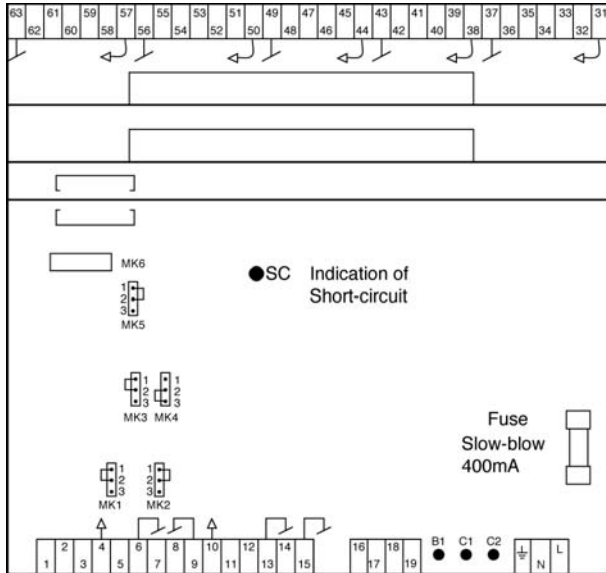 63 61 59 57 55 53 51 49 47 45 43 41 39 37 35 33 31
62 60 58 56 54 52 50 48 46 44 42 40 38 36 34 32
MK6
SC Indication of
Short-circuit
1
2
3
MK5
1 1
2 2
3 3
MK3 MK4
Fuse
Slow-blow
400mA
1 1
2 2
3 3
MK1 MK2
2 4 6 8 10 12 14 16 18 B1 C1 C2 L
1 3 5 7 9 11 13 15 17 19 N